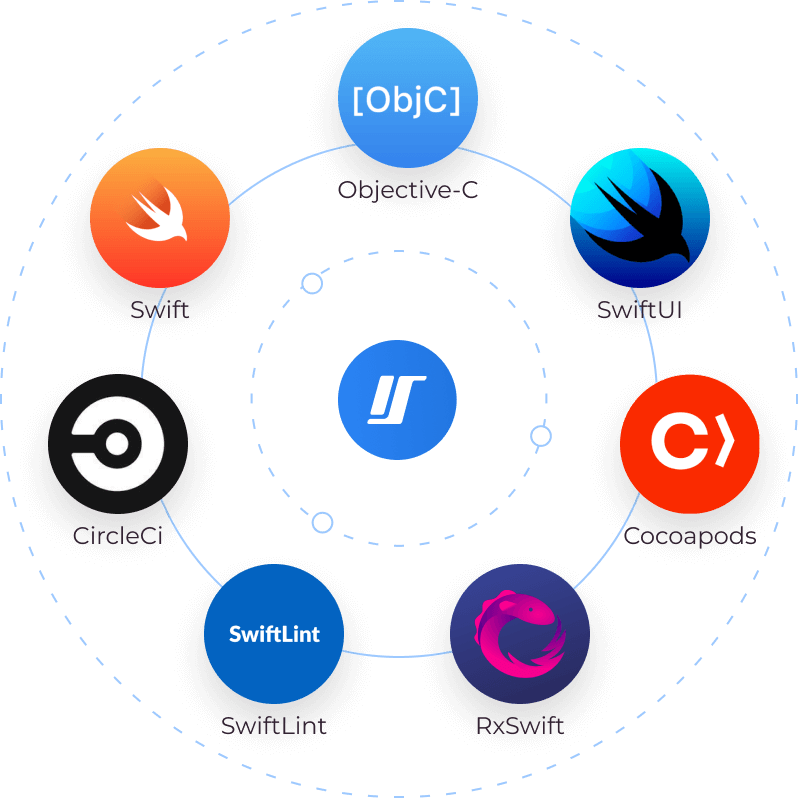 [ObjC]
Objective-C
Swift
SwiftUI
CircleCi
Cocoapods
SwiftLint
SwiftLint
RxSwift